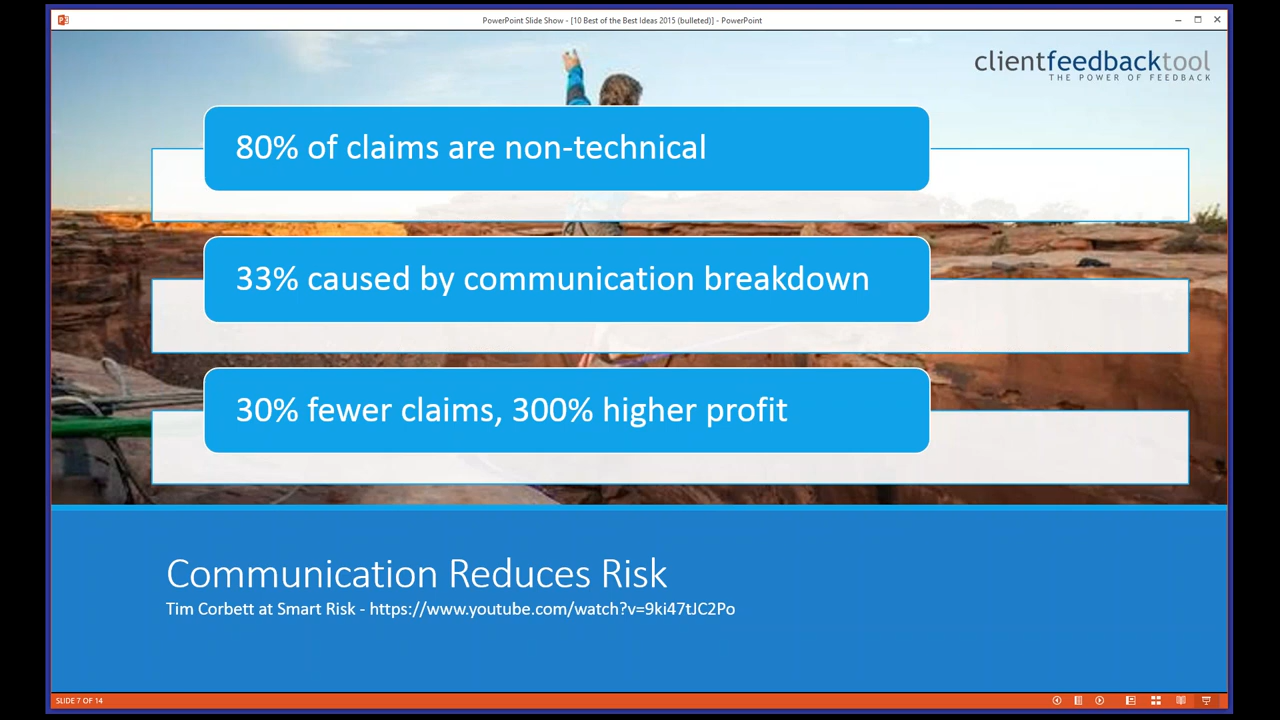 PowerPoint Slide Show - [10 Best of the Best Ideas 2015 (bulleted)] - PowerPoint
clientfeedbacktool
THE POWER OF FEEDBACK
80% of claims are non-technical
33% caused by communication breakdown
30% fewer claims, 300% higher profit
Communication Reduces Risk
Tim Corbett at Smart Risk - https://www.youtube.com/watch?v=9ki47tJC2Po
SLIDE 7 OF 14